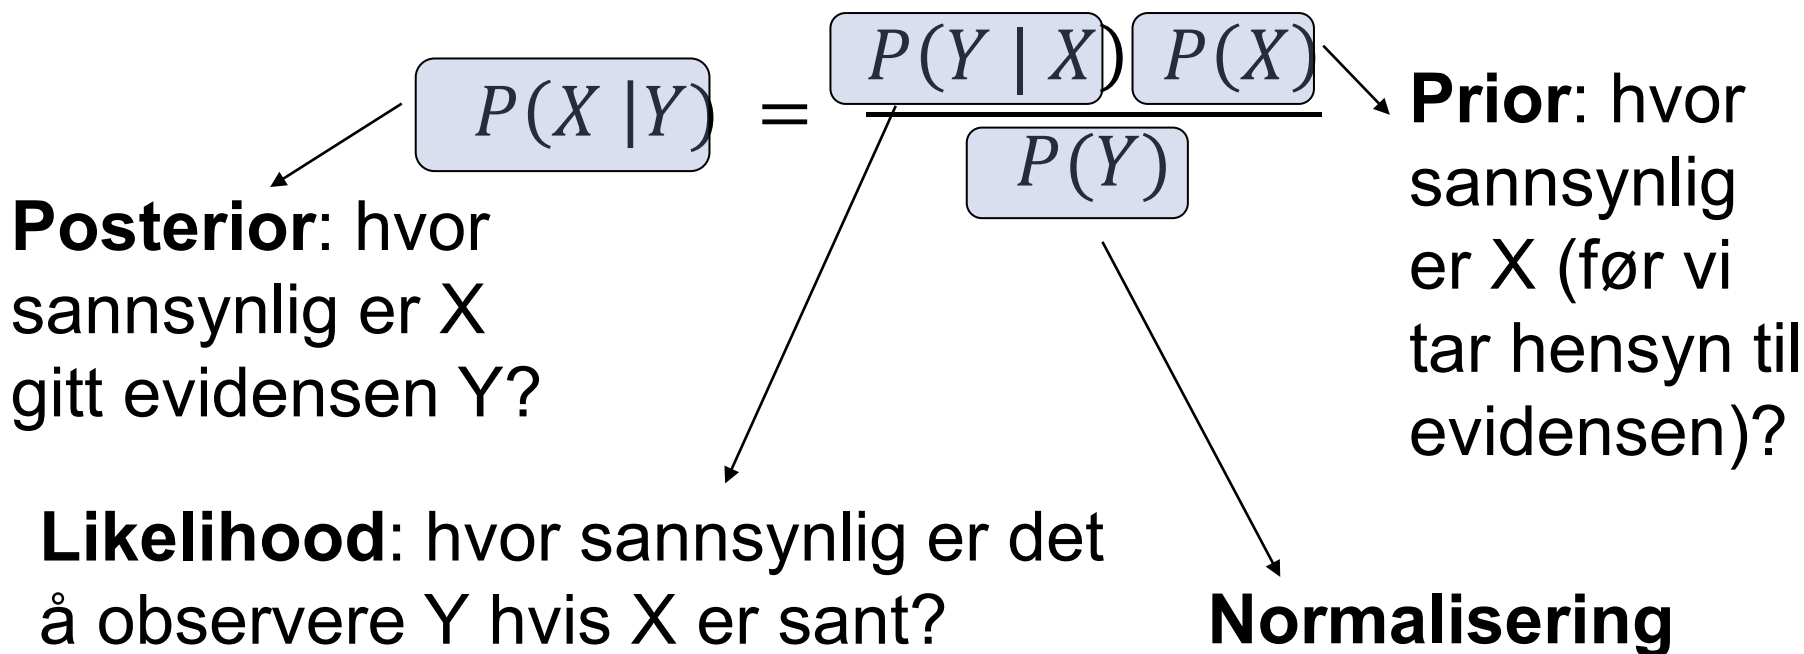 P(X |Y) = P(Y | X) P(X)
P(Y)
Prior: hvor
sannsynlig
er X (før vi
tar hensyn til
evidensen)?
Posterior: hvor
sannsynlig er X
gitt evidensen Y?
Likelihood: hvor sannsynlig er det
å observere Y hvis X er sant?
Normalisering